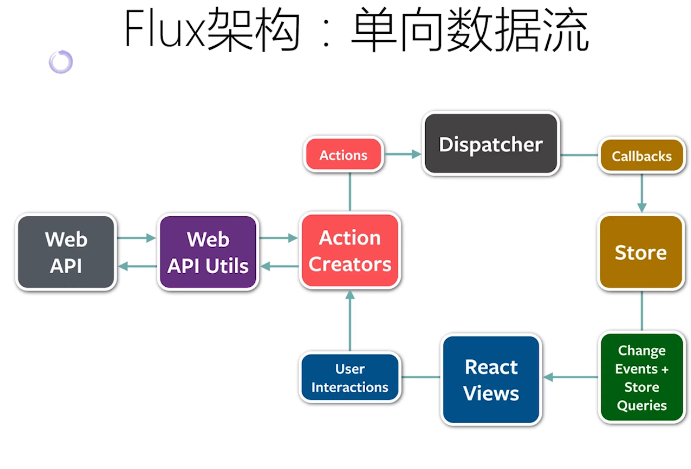 Flux架构：单向数据流
Actions
Dispatcher
Callbacks
Web
API
Web
API Utils
Action
Creators
Store
User
Interactions
React
Views
Change
Events +
Store
Queries